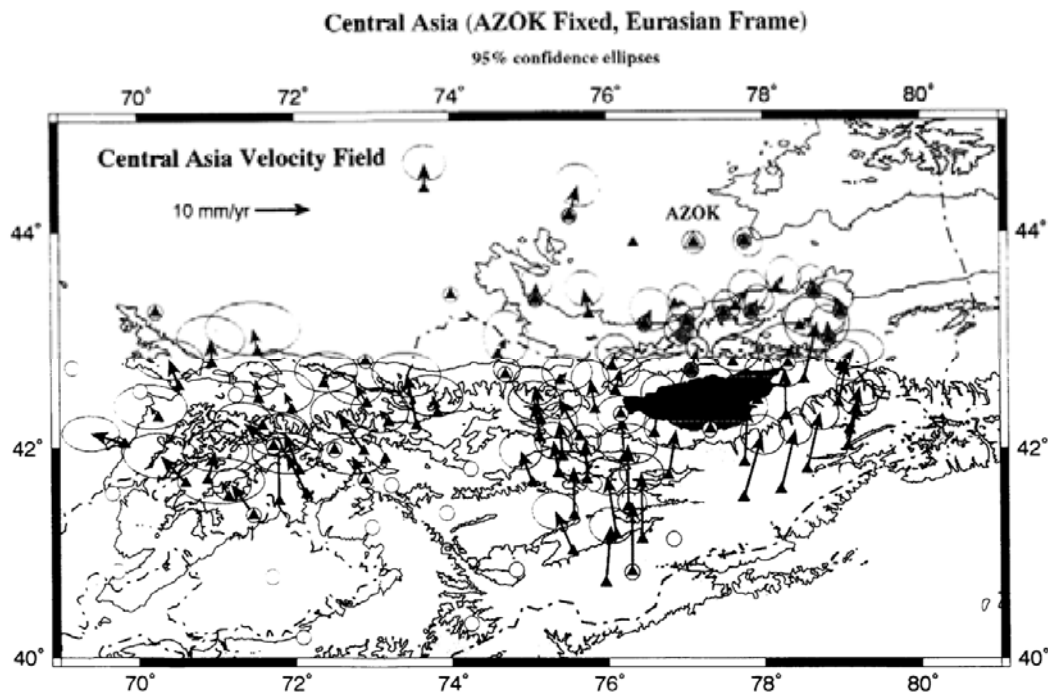 Central Asia (AZOK Fixed, Eurasian Frame)
95% confidence ellipses
70° 72° 74° 76° 78° 80°
Central Asia Velocity Field
10 mm/yr
AZOK
44° 44°
42° 42°
40° 40°
70° 72° 74° 76° 78° 80°